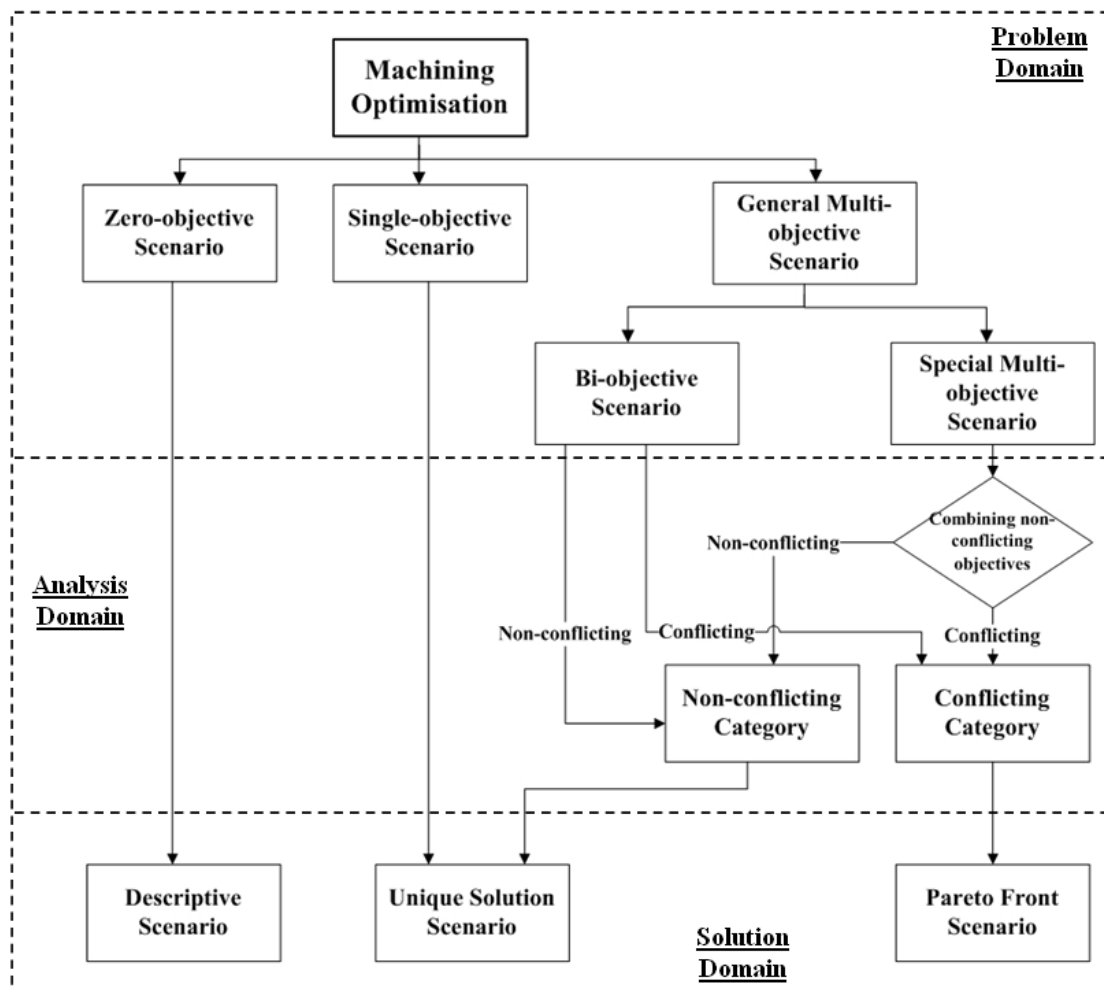 Problem
Domain
Machining
Optimisation
Zero-objective
Scenario
Single-objective
Scenario
General Multi-
objective
Scenario
Bi-objective
Scenario
Special Multi-
objective
Scenario
Analysis
Domain
Combining non-
conflicting
objectives
Non-conflicting
Non-conflicting
Conflicting
Conflicting
Non-conflicting
Category
Conflicting
Category
Descriptive
Scenario
Unique Solution
Scenario
Pareto Front
Scenario
Solution
Domain